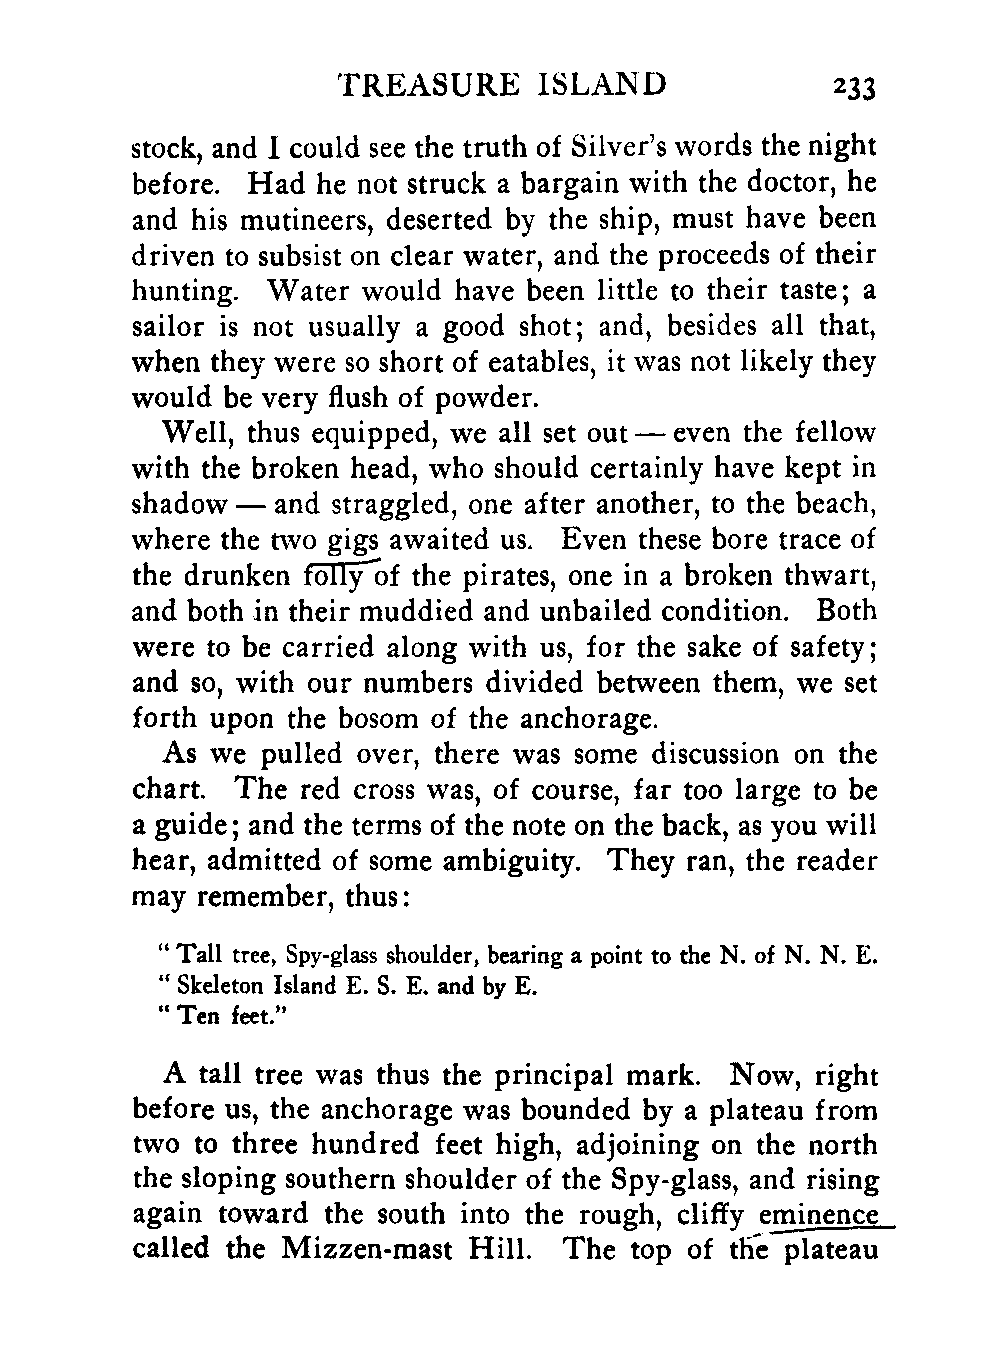 TREASURE ISLAND 233
stock, and I could see the truth of Silver's words the night
before. Had he not struck a bargain with the doctor, he
and his mutineers, deserted by the ship, must have been
driven to subsist on clear water, and the proceeds of their
hunting. Water would have been little to their taste; a
sailor is not usually a good shot; and, besides all that,
when they were so short of eatables, it was not likely they
would be very flush of powder.
Well, thus equipped, we all set out — even the fellow
with the broken head, who should certainly have kept in
shadow — and straggled, one after another, to the beach,
where the two gigs awaited us. Even these bore trace of
the drunken folly of the pirates, one in a broken thwart,
and both in their muddied and unbailed condition. Both
were to be carried along with us, for the sake of safety;
and so, with our numbers divided between them, we set
forth upon the bosom of the anchorage.
As we pulled over, there was some discussion on the
chart. The red cross was, of course, far too large to be
a guide; and the terms of the note on the back, as you will
hear, admitted of some ambiguity. They ran, the reader
may remember, thus:
“Tall tree, Spy-glass shoulder, bearing a point to the N. of N. N. E.
“Skeleton Island E. S. E. and by E.
“Ten feet.”
A tall tree was thus the principal mark. Now, right
before us, the anchorage was bounded by a plateau from
two to three hundred feet high, adjoining on the north
the sloping southern shoulder of the Spy-glass, and rising
again toward the south into the rough, cliffy eminence
called the Mizzen-mast Hill. The top of the plateau